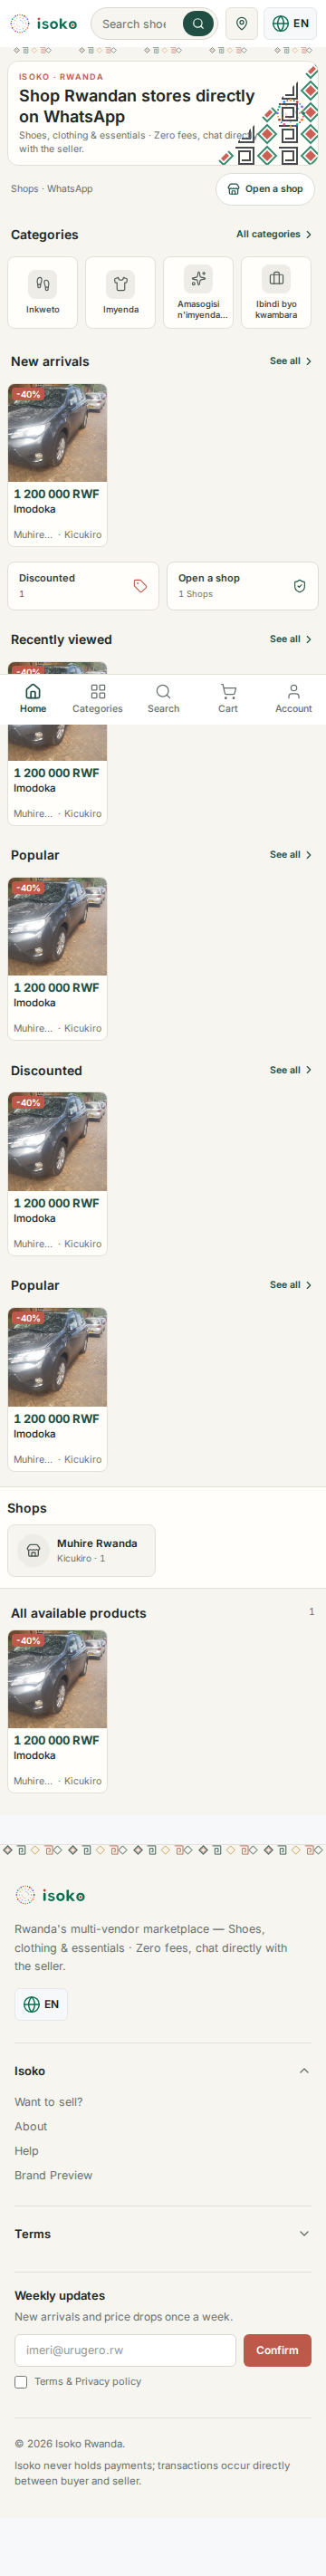 isoko
Search shoe
EN
ISOKO · RWANDA
Shop Rwandan stores directly
on WhatsApp
Shoes, clothing & essentials · Zero fees, chat directly
with the seller.
Shops · WhatsApp
Open a shop
Categories
All categories
Inkweto
Imyenda
Amasogisi
n'imyenda...
Ibindi byo
kwambara
New arrivals
See all
-40%
1 200 000 RWF
Imodoka
Muhire... · Kicukiro
Discounted
1
Open a shop
1 Shops
Recently viewed
See all
-40%
Home
Categories
Search
Cart
Account
1 200 000 RWF
Imodoka
Muhire... · Kicukiro
Popular
See all
-40%
1 200 000 RWF
Imodoka
Muhire... · Kicukiro
Discounted
See all
-40%
1 200 000 RWF
Imodoka
Muhire... · Kicukiro
Popular
See all
-40%
1 200 000 RWF
Imodoka
Muhire... · Kicukiro
Shops
Muhire Rwanda
Kicukiro · 1
All available products
1
-40%
1 200 000 RWF
Imodoka
Muhire... · Kicukiro
isoko
Rwanda's multi-vendor marketplace — Shoes,
clothing & essentials · Zero fees, chat directly with
the seller.
EN
Isoko
Want to sell?
About
Help
Brand Preview
Terms
Weekly updates
New arrivals and price drops once a week.
imeri@urugero.rw
Confirm
Terms & Privacy policy
© 2026 Isoko Rwanda.
Isoko never holds payments; transactions occur directly
between buyer and seller.